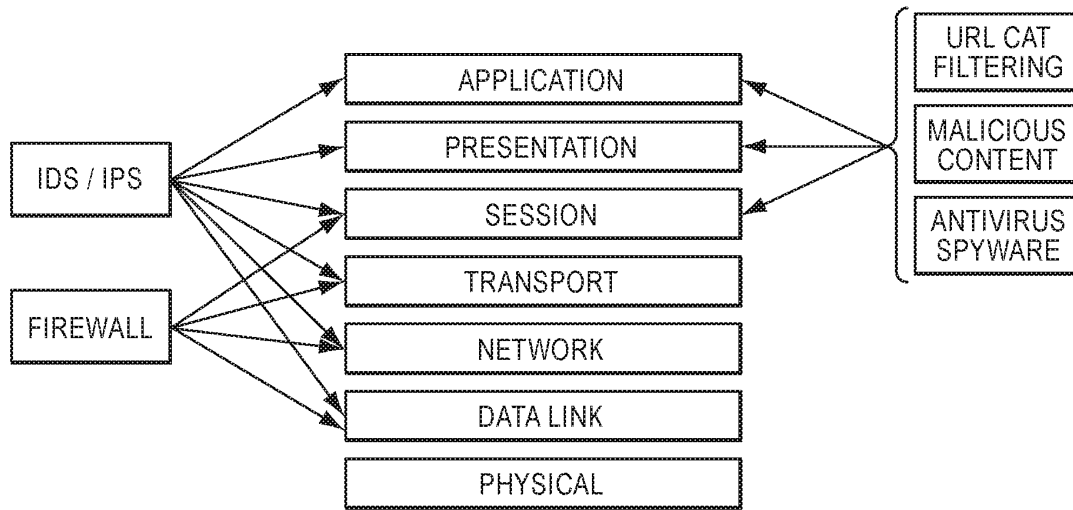 IDS / IPS
FIREWALL
APPLICATION
PRESENTATION
SESSION
TRANSPORT
NETWORK
DATA LINK
PHYSICAL
URL CAT
FILTERING
MALICIOUS
CONTENT
ANTIVIRUS
SPYWARE